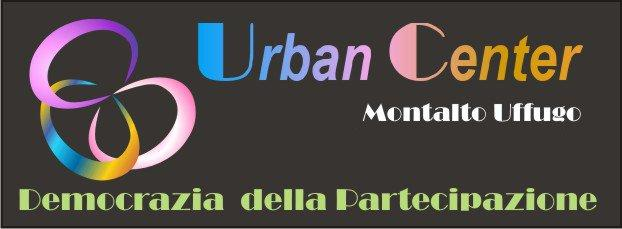 Urban Center
Montalto Uffugo
Democrazia della Partecipazione